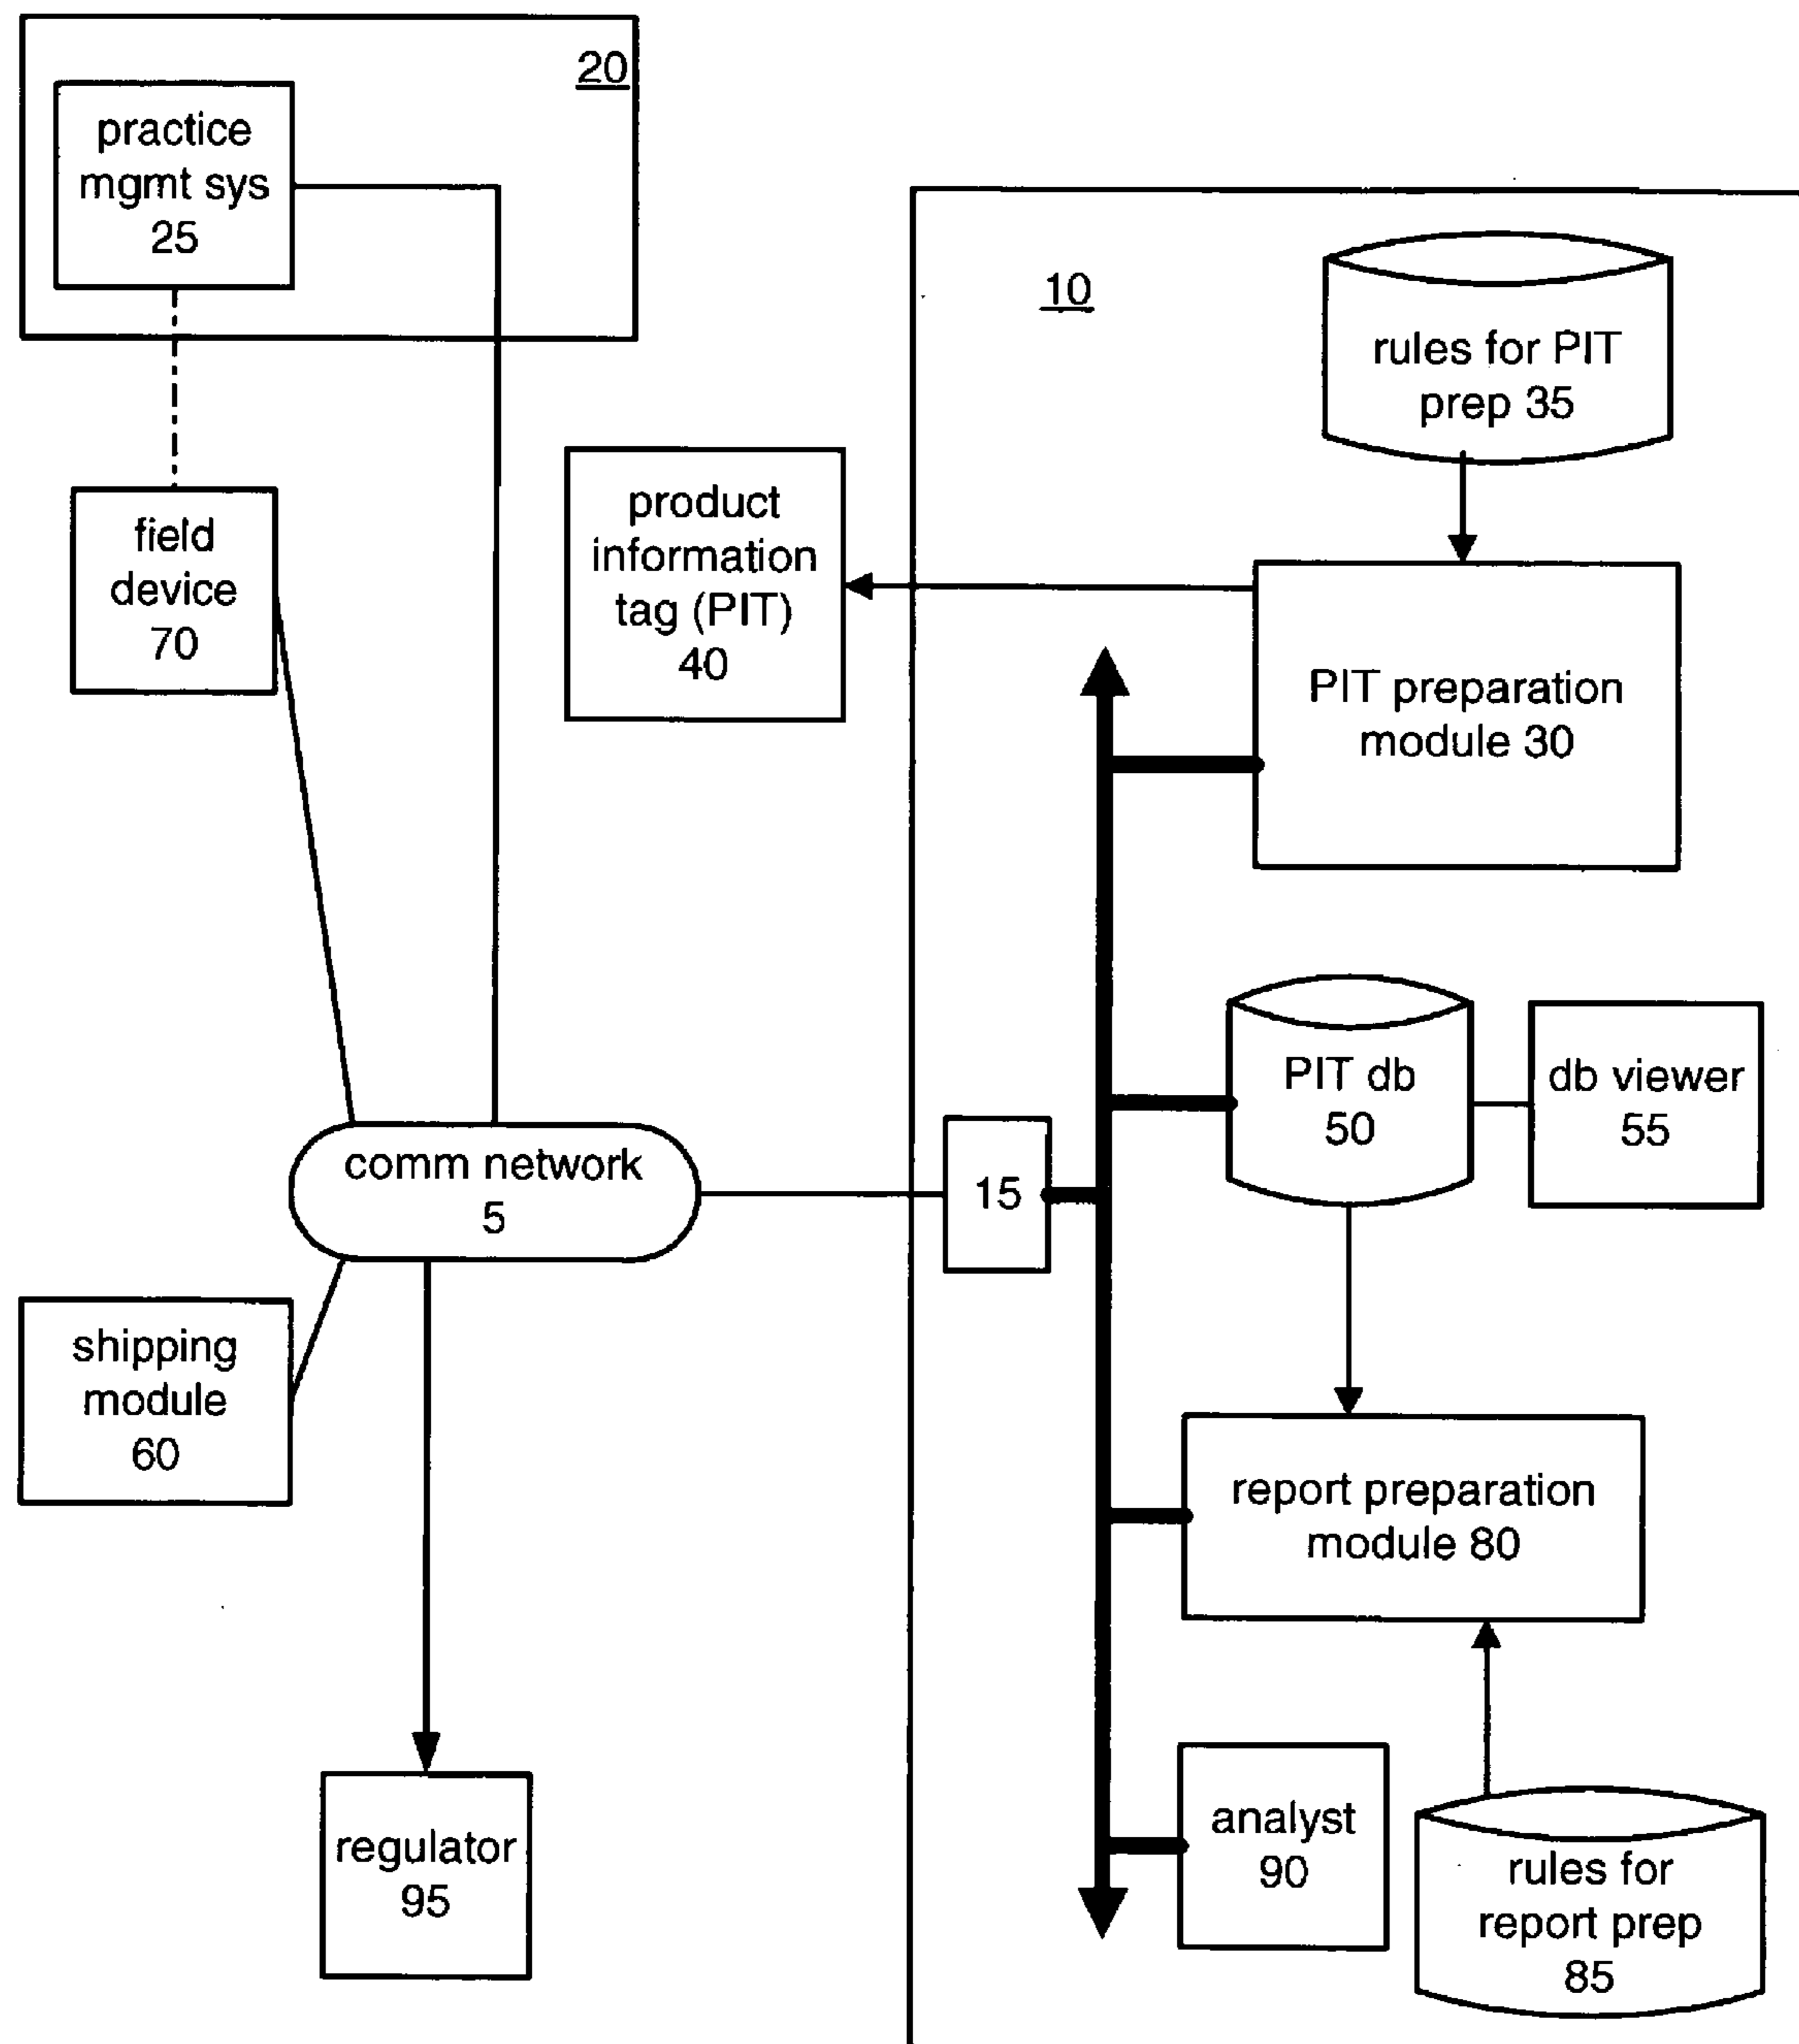 20
practice
mgmt sys
25
10
rules for PIT
prep 35
product
information
tag (PIT)
40
field
device
70
PIT preparation
module 30
PIT db
50
db viewer
55
comm network
5
15
shipping
module
60
report preparation
module 80
regulator
95
analyst
90
rules for
report prep
85